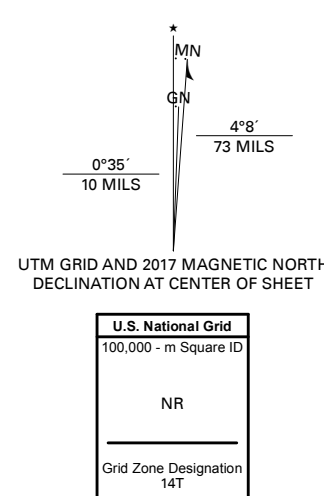 ★
MN
GN
4°8´
73 MILS
0°35´
10 MILS
UTM GRID AND 2017 MAGNETIC NORTH
DECLINATION AT CENTER OF SHEET
U.S. National Grid
100,000 - m Square ID
NR
Grid Zone Designation
14T